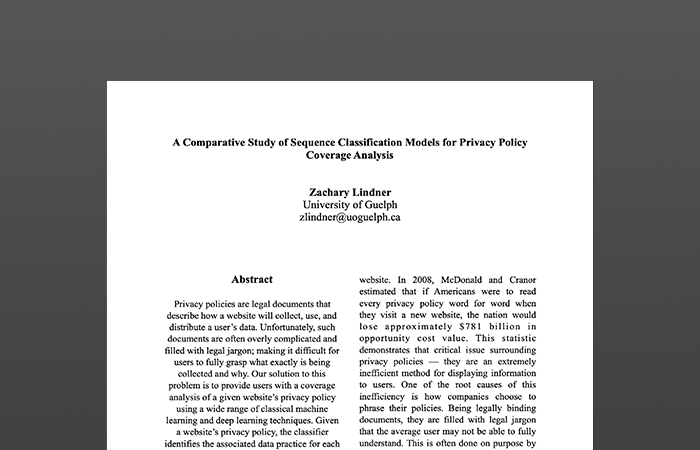 A Comparative Study of Sequence Classification Models for Privacy Policy
Coverage Analysis
Zachary Lindner
University of Guelph
zlindner@uoguelph.ca
Abstract
Privacy policies are legal documents that
describe how a website will collect, use, and
distribute a user's data. Unfortunately, such
documents are often overly complicated and
filled with legal jargon; making it difficult for
users to fully grasp what exactly is being
collected and why. Our solution to this
problem is to provide users with a coverage
analysis of a given website's privacy policy
using a wide range of classical machine
learning and deep learning techniques. Given
a website's privacy policy, the classifier
identifies the associated data practice for each
website. In 2008, McDonald and Cranor
estimated that if Americans were to read
every privacy policy word for word when
they visit a new website, the nation would
lose approximately $781 billion in
opportunity cost value. This statistic
demonstrates that critical issue surrounding
privacy policies — they are an extremely
inefficient method for displaying information
to users. One of the root causes of this
inefficiency is how companies choose to
phrase their policies. Being legally binding
documents, they are filled with legal jargon
that the average user may not be able to fully
understand. This is often done on purpose by